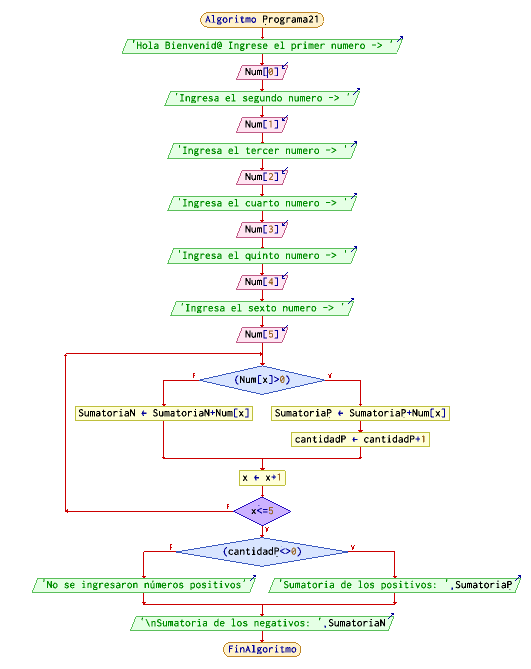 Algoritmo Programa21
'Hola Bienvenid@ Ingrese el primer numero -> '
Num[0]
'Ingresa el segundo numero -> '
Num[1]
'Ingresa el tercer numero -> '
Num[2]
'Ingresa el cuarto numero -> '
Num[3]
'Ingresa el quinto numero -> '
Num[4]
'Ingresa el sexto numero -> '
Num[5]
F
V
(Num[x]>0)
SumatoriaN ← SumatoriaN+Num[x]
SumatoriaP ← SumatoriaP+Num[x]
cantidadP ← cantidadP+1
x ← x+1
F
x<=5
V
F
V
(cantidadP<>0)
'No se ingresaron números positivos'
'Sumatoria de los positivos: ',SumatoriaP
'\nSumatoria de los negativos: ',SumatoriaN
FinAlgoritmo